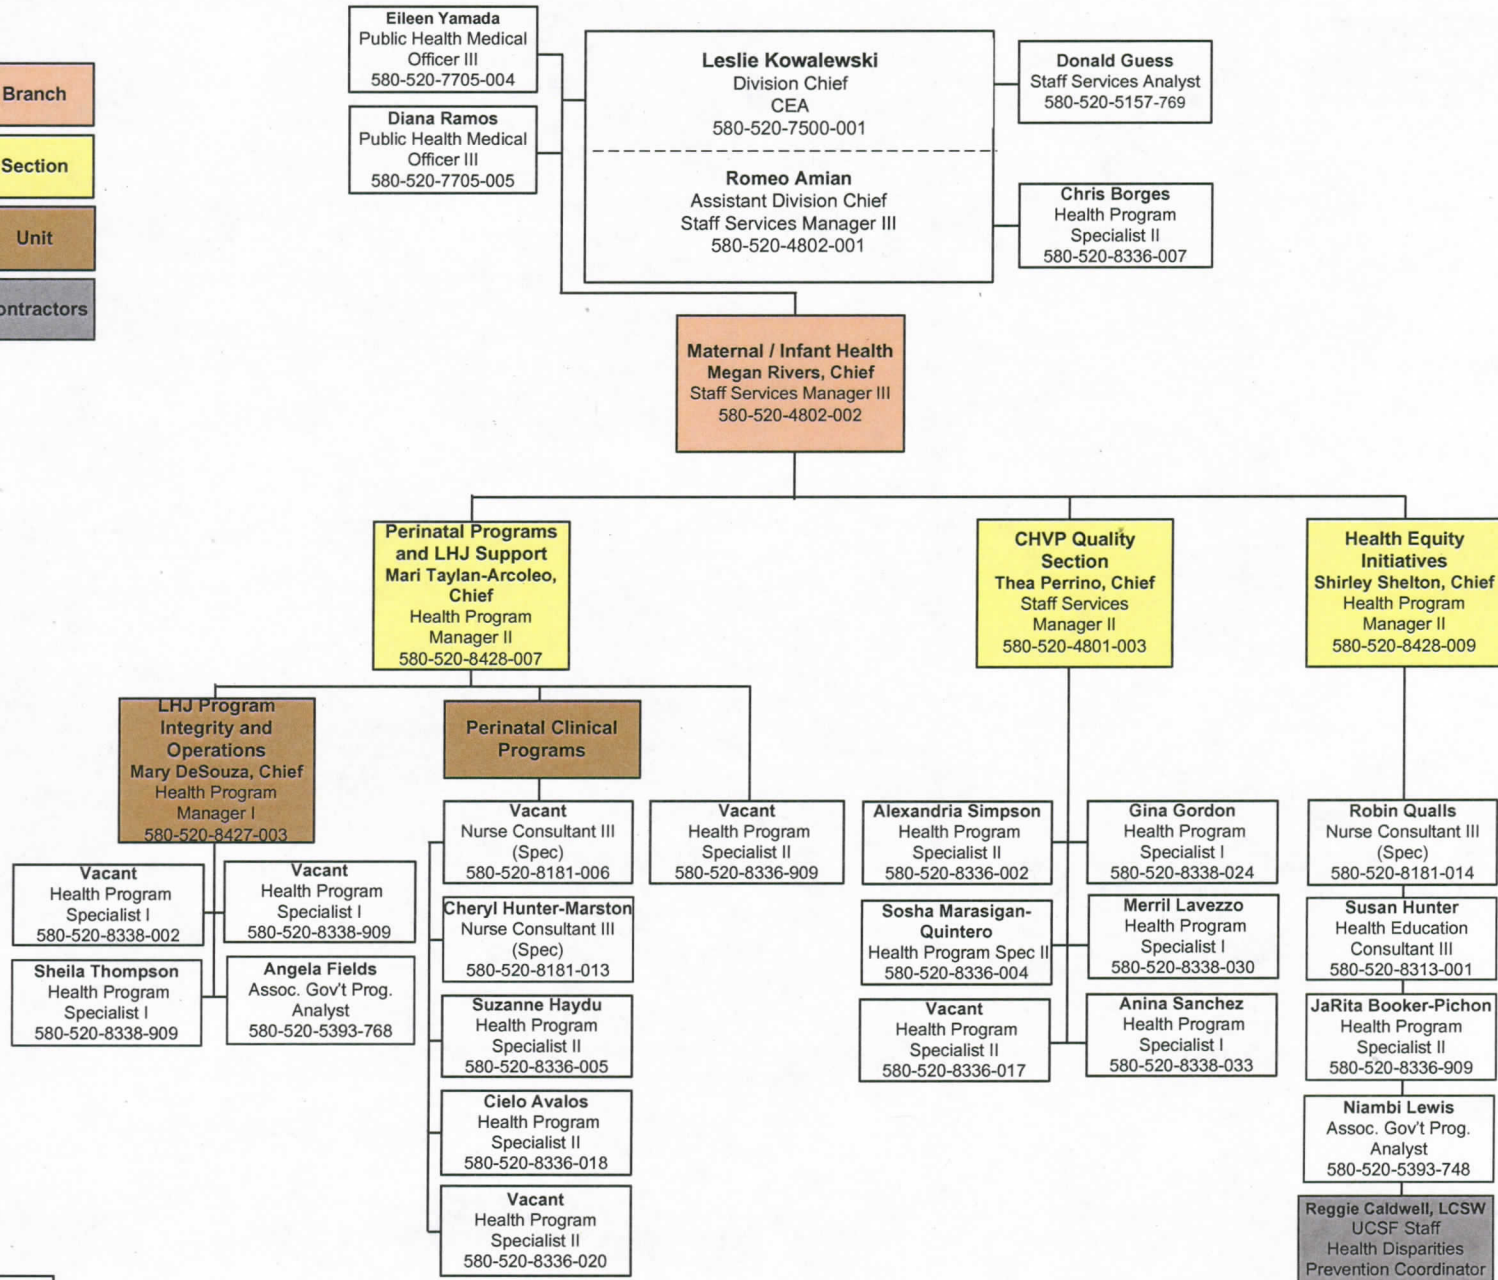 Branch
Section
Unit
ontractors
Eileen Yamada
Public Health Medical
Officer III
580-520-7705-004
Diana Ramos
Public Health Medical
Officer III
580-520-7705-005
Leslie Kowalewski
Division Chief
CEA
580-520-7500-001
Romeo Amian
Assistant Division Chief
Staff Services Manager III
580-520-4802-001
Donald Guess
Staff Services Analyst
580-520-5157-769
Chris Borges
Health Program
Specialist II
580-520-8336-007
Maternal / Infant Health
Megan Rivers, Chief
Staff Services Manager III
580-520-4802-002
Perinatal Programs
and LHJ Support
Mari Taylan-Arcoleo,
Chief
Health Program
Manager II
580-520-8428-007
CHVP Quality
Section
Thea Perrino, Chief
Staff Services
Manager II
580-520-4801-003
Health Equity
Initiatives
Shirley Shelton, Chief
Health Program
Manager II
580-520-8428-009
LHJ Program
Integrity and
Operations
Mary DeSouza, Chief
Health Program
Manager I
580-520-8427-003
Perinatal Clinical
Programs
Vacant
Health Program
Specialist I
580-520-8338-002
Vacant
Health Program
Specialist I
580-520-8338-909
Sheila Thompson
Health Program
Specialist I
580-520-8338-909
Angela Fields
Assoc. Gov't Prog.
Analyst
580-520-5393-768
Vacant
Nurse Consultant III
(Spec)
580-520-8181-006
Cheryl Hunter-Marston
Nurse Consultant III
(Spec)
580-520-8181-013
Suzanne Haydu
Health Program
Specialist II
580-520-8336-005
Cielo Avalos
Health Program
Specialist II
580-520-8336-018
Vacant
Health Program
Specialist II
580-520-8336-020
Vacant
Health Program
Specialist II
580-520-8336-909
Alexandria Simpson
Health Program
Specialist II
580-520-8336-002
Gina Gordon
Health Program
Specialist I
580-520-8338-024
Sosha Marasigan-
Quintero
Health Program Spec II
580-520-8336-004
Merril Lavezzo
Health Program
Specialist I
580-520-8338-030
Vacant
Health Program
Specialist II
580-520-8336-017
Anina Sanchez
Health Program
Specialist I
580-520-8338-033
Robin Qualls
Nurse Consultant III
(Spec)
580-520-8181-014
Susan Hunter
Health Education
Consultant III
580-520-8313-001
JaRita Booker-Pichon
Health Program
Specialist II
580-520-8336-909
Niambi Lewis
Assoc. Gov't Prog.
Analyst
580-520-5393-748
Reggie Caldwell, LCSW
UCSF Staff
Health Disparities
Prevention Coordinator